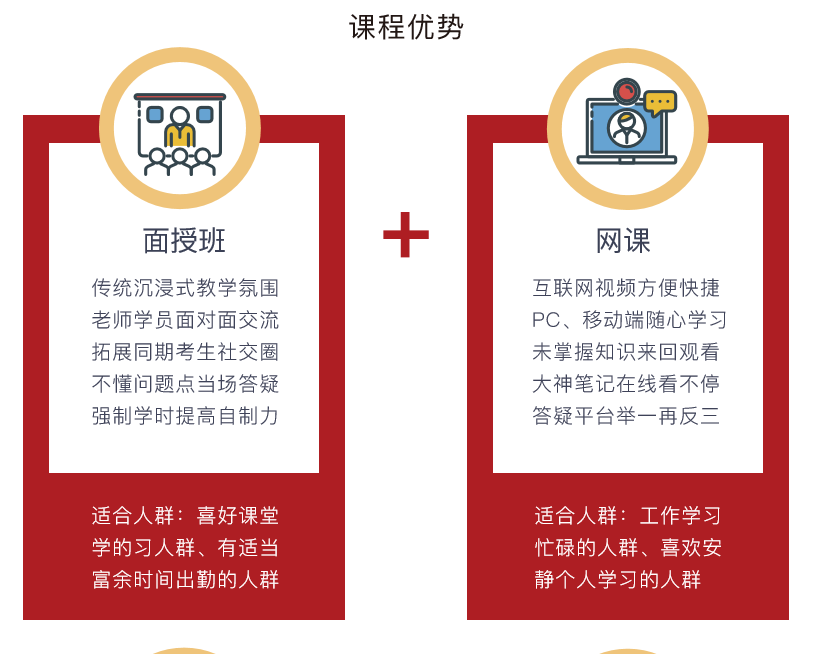 课程优势
面授班
传统沉浸式教学氛围
老师学员面对面交流
拓展同期考生社交圈
不懂问题点当场答疑
强制学时提高自制力
适合人群：喜好课堂
学的习人群、有适当
富余时间出勤的人群
+
网课
互联网视频方便快捷
PC、移动端随心学习
未掌握知识来回观看
大神笔记在线看不停
答疑平台举一再反三
适合人群：工作学习
忙碌的人群、喜欢安
静个人学习的人群